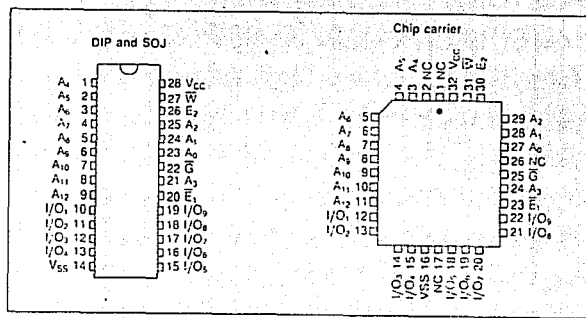 DIP and SOJ
A₄ 1 28 VCC
A₅ 2 27 W̅
A₆ 3 26 E₂
A₇ 4 25 A₂
A₈ 5 24 A₁
A₉ 6 23 A₀
A₁₀ 7 22 G̅
A₁₁ 8 21 A₃
A₁₂ 9 20 E̅₁
I/O₁ 10 19 I/O₉
I/O₂ 11 18 I/O₈
I/O₃ 12 17 I/O₇
I/O₄ 13 16 I/O₆
VSS 14 15 I/O₅
Chip carrier
4 A₅
3 A₄
2 NC
1 NC
32 VCC
31 W̅
30 E₂
A₆ 5 29 A₂
A₇ 6 28 A₁
A₈ 7 27 A₀
A₉ 8 26 NC
A₁₀ 9 25 G̅
A₁₁ 10 24 A₃
A₁₂ 11 23 E̅₁
I/O₁ 12 22 I/O₉
I/O₂ 13 21 I/O₈
I/O₃ 14
I/O₄ 15
VSS 16
NC 17
I/O₅ 18
I/O₆ 19
I/O₇ 20